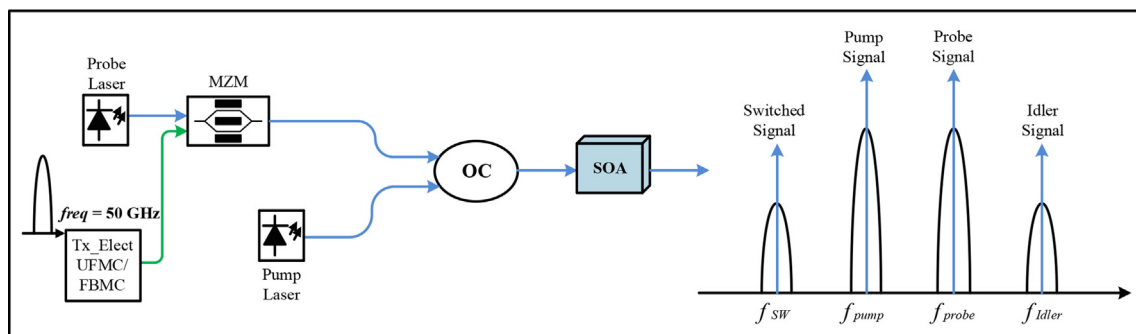 Probe
Laser
MZM
freq = 50 GHz
Tx_Elect
UFMC/
FBMC
Pump
Laser
OC
SOA
Switched
Signal
Pump
Signal
Probe
Signal
Idler
Signal
f SW
f pump
f probe
f Idler